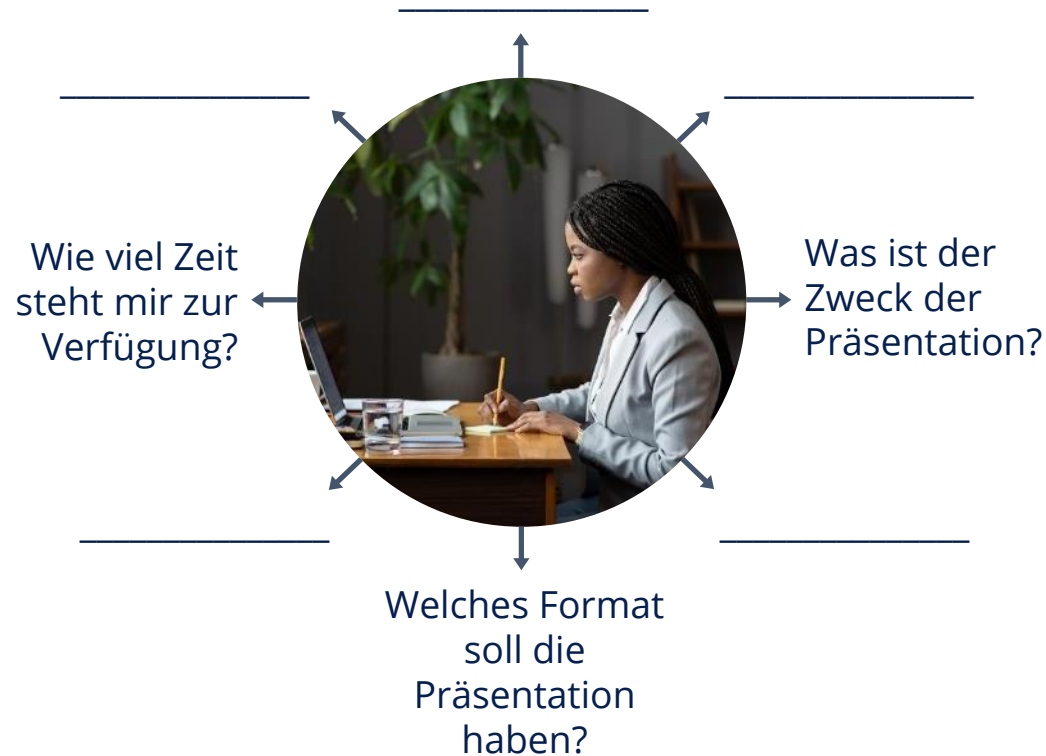 Wie viel Zeit
steht mir zur
Verfügung?
Was ist der
Zweck der
Präsentation?
Welches Format
soll die
Präsentation
haben?